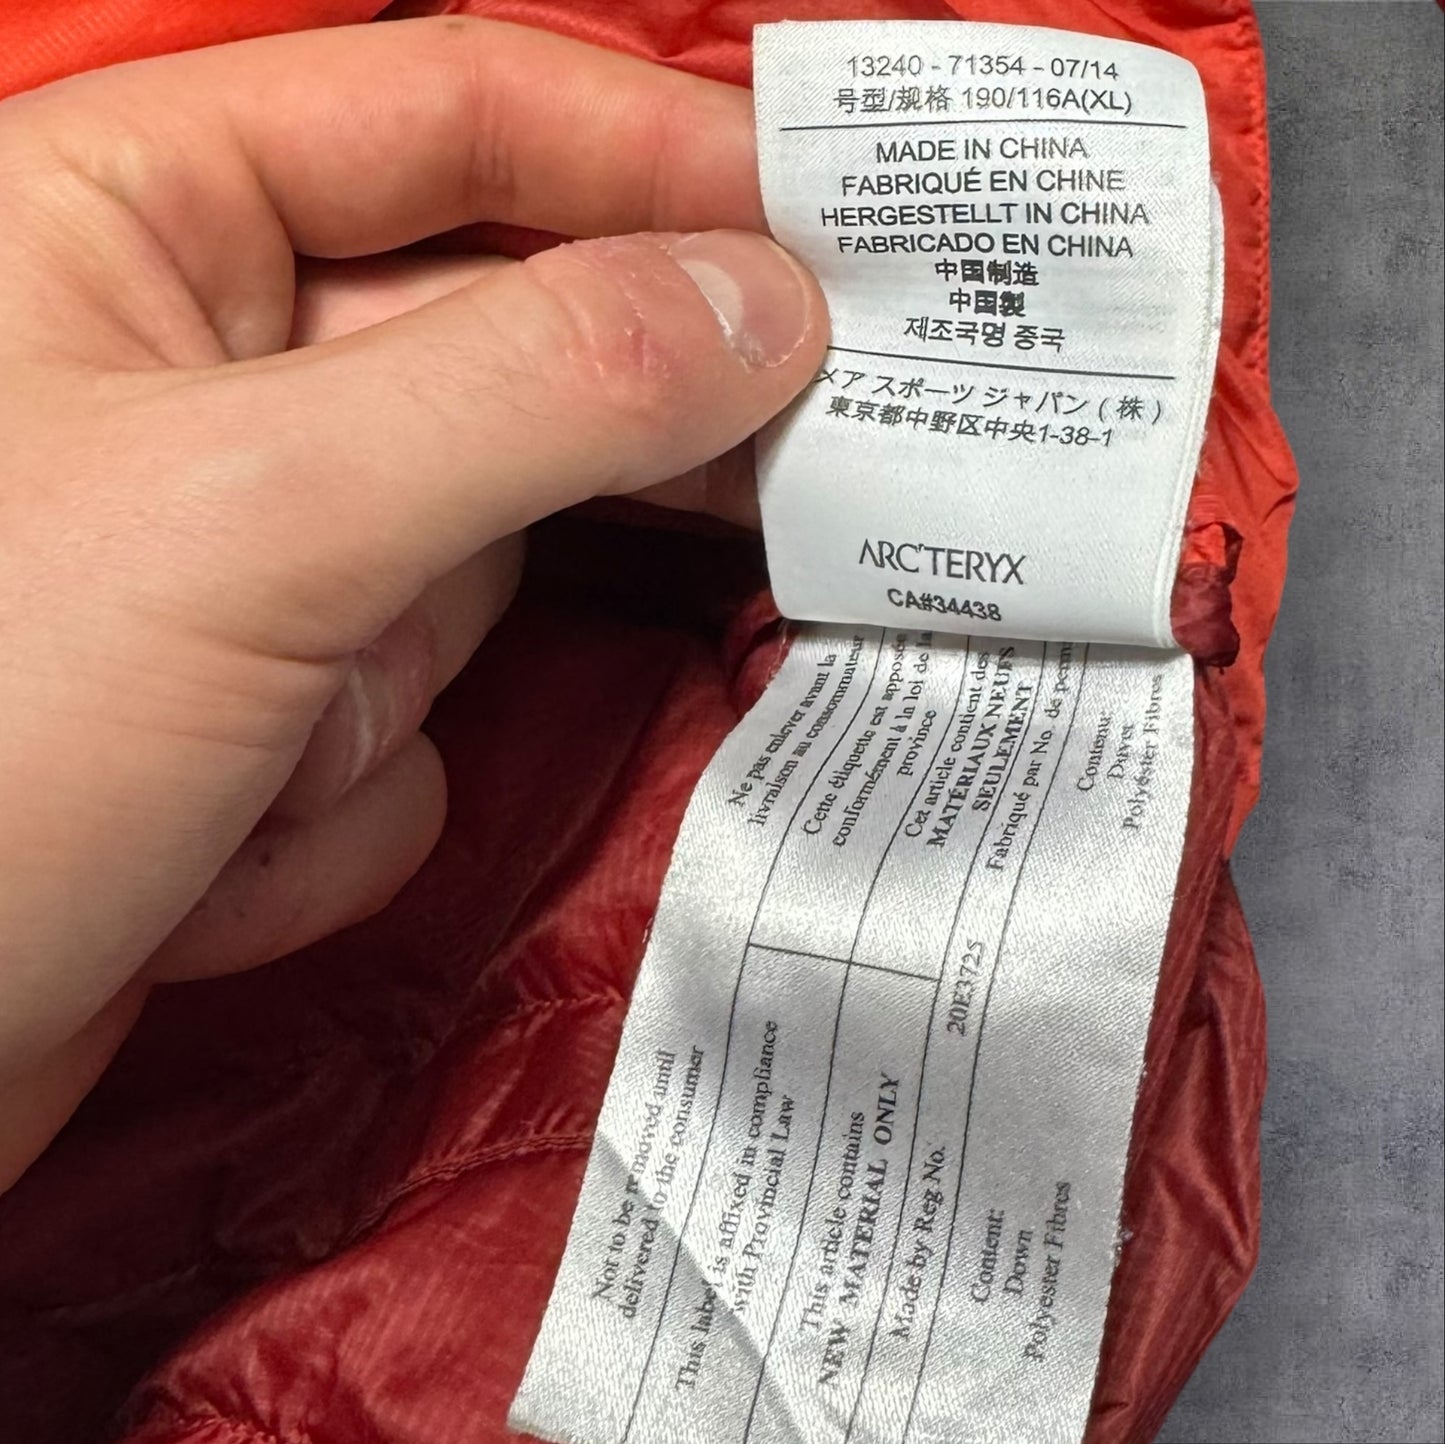 13240 - 71354 - 07/14
号型/规格 190/116A(XL)
MADE IN CHINA
FABRIQUÉ EN CHINE
HERGESTELLT IN CHINA
FABRICADO EN CHINA
中国制造
中国製
제조국명 중국
メア スポーツ ジャパン ( 株 )
東京都中野区中央1-38-1
ARC'TERYX
CA#34438
Ne pas enlever avant la
livraison au consommateur
Cette étiquette est apposée
conformément à la loi de la
province
Cet article contient des
MATÉRIAUX NEUFS
SEULEMENT
Fabriqué par No. de
Contenu:
Duvet
Polyéster Fibres
20E3725
Not to be removed until
delivered to the consumer
This label is affixed in compliance
with Provincial Law
This article contains
NEW MATERIAL ONLY
Made by Reg No.
Content:
Down
Polyester Fibres